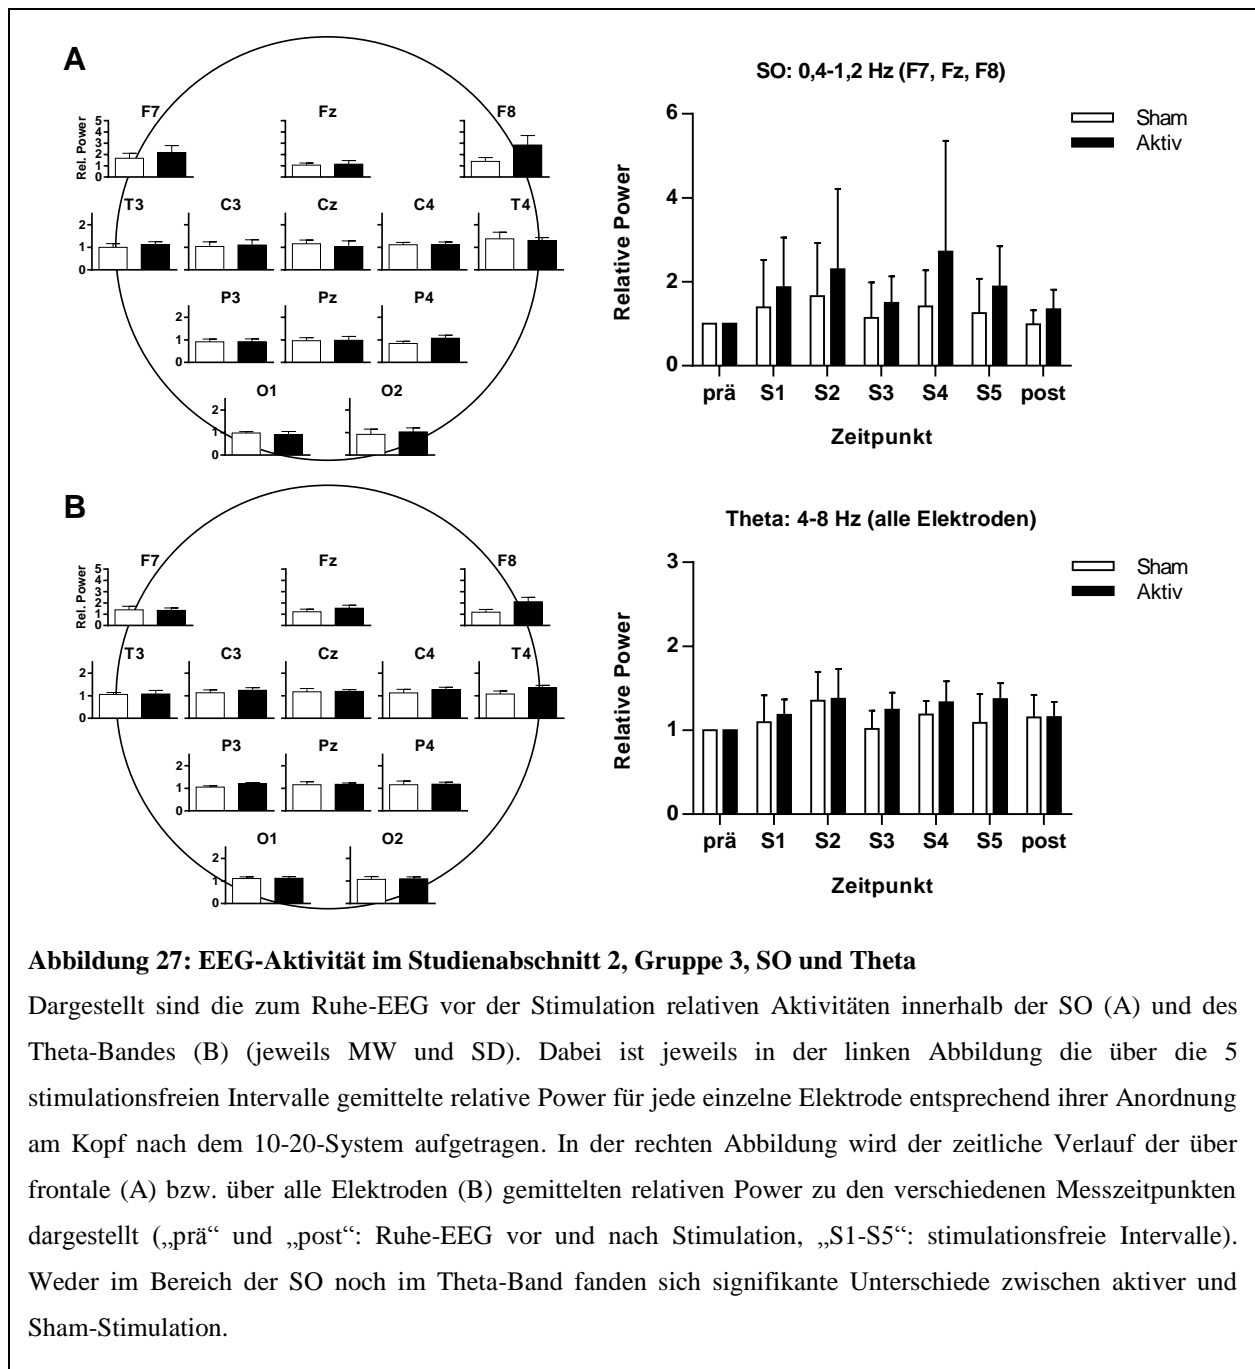 A
SO: 0,4-1,2 Hz (F7, Fz, F8)
F7
Fz
F8
Rel. Power
5
4
3
2
1
0
T3
C3
Cz
C4
T4
2
1
0
P3
Pz
P4
2
1
0
O1
O2
2
1
0
2
1
0
Relative Power
6
4
2
0
prä S1 S2 S3 S4 S5 post
Zeitpunkt
Sham
Aktiv
B
Theta: 4-8 Hz (alle Elektroden)
F7
Fz
F8
Rel. Power
5
4
3
2
1
0
T3
C3
Cz
C4
T4
2
1
0
P3
Pz
P4
2
1
0
O1
O2
2
1
0
2
1
0
Relative Power
3
2
1
0
prä S1 S2 S3 S4 S5 post
Zeitpunkt
Sham
Aktiv
Abbildung 27: EEG-Aktivität im Studienabschnitt 2, Gruppe 3, SO und Theta
Dargestellt sind die zum Ruhe-EEG vor der Stimulation relativen Aktivitäten innerhalb der SO (A) und des
Theta-Bandes (B) (jeweils MW und SD). Dabei ist jeweils in der linken Abbildung die über die 5
stimulationsfreien Intervalle gemittelte relative Power für jede einzelne Elektrode entsprechend ihrer Anordnung
am Kopf nach dem 10-20-System aufgetragen. In der rechten Abbildung wird der zeitliche Verlauf der über
frontale (A) bzw. über alle Elektroden (B) gemittelten relativen Power zu den verschiedenen Messzeitpunkten
dargestellt („prä“ und „post“: Ruhe-EEG vor und nach Stimulation, „S1-S5“: stimulationsfreie Intervalle).
Weder im Bereich der SO noch im Theta-Band fanden sich signifikante Unterschiede zwischen aktiver und
Sham-Stimulation.